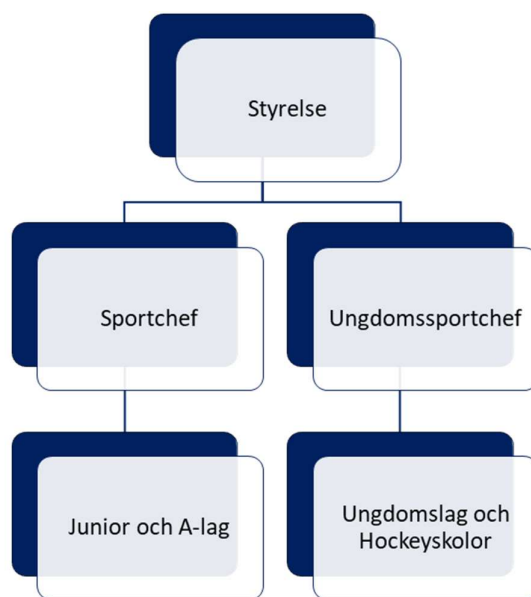 Styrelse
Sportchef
Ungdomssportchef
Junior och A-lag
Ungdomslag och
Hockeyskolor